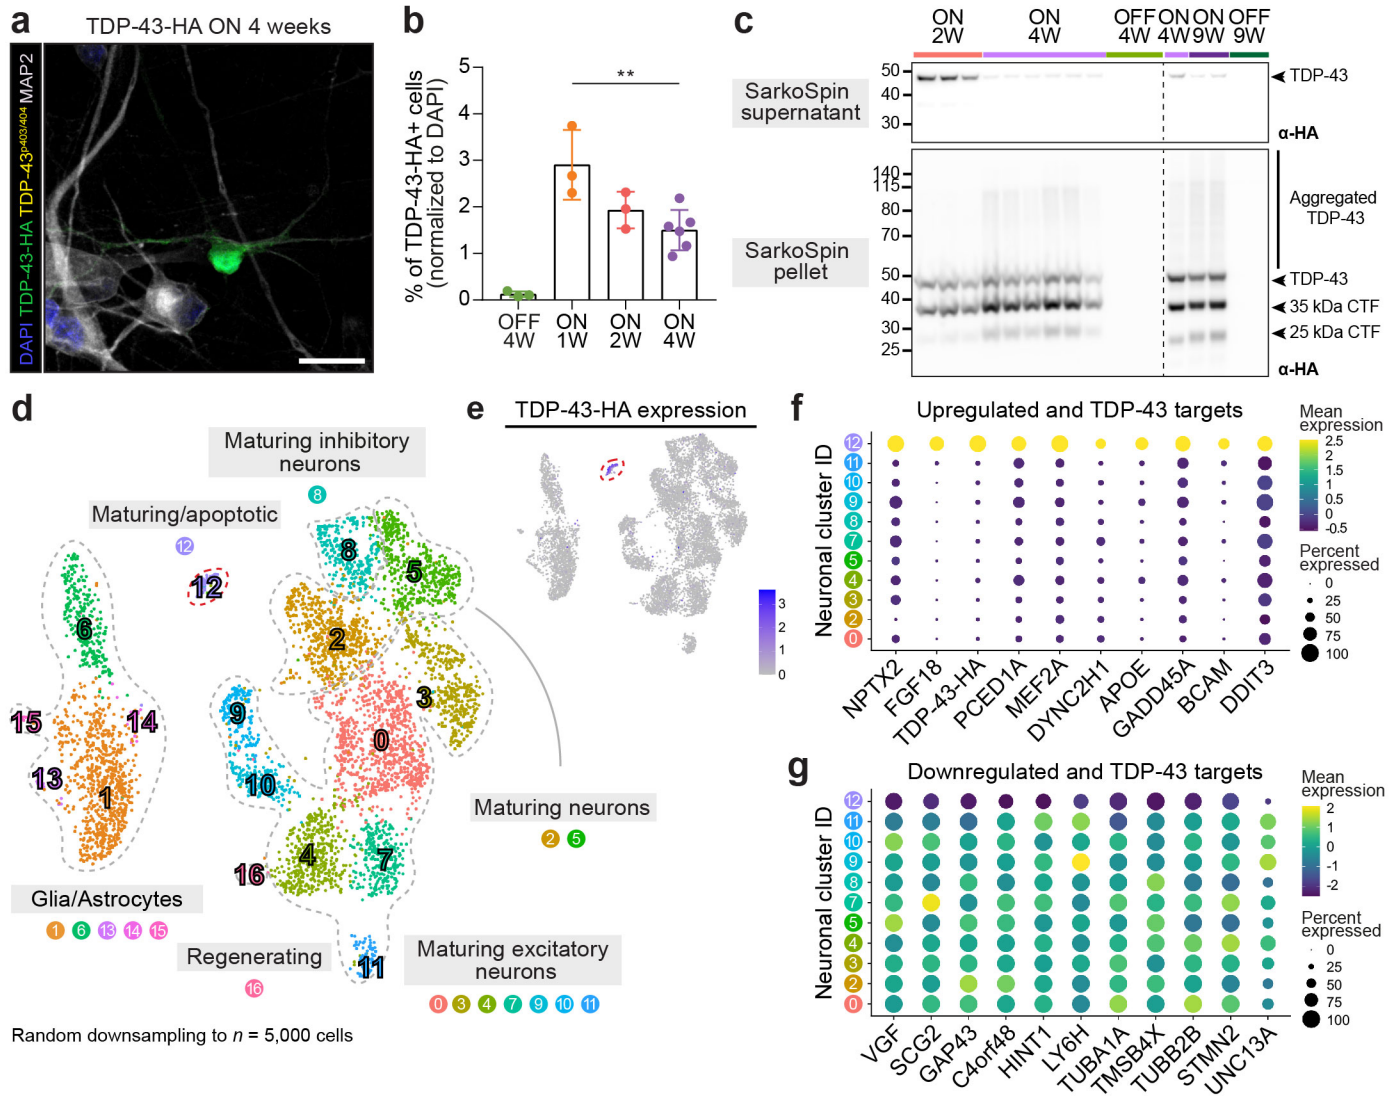 a
TDP-43-HA ON 4 weeks
DAPI TDP-43-HA TDP-43p403/404 MAP2
b
% of TDP-43-HA+ cells
(normalized to DAPI)
5
4
3
2
1
0
**
OFF
4W
ON
1W
ON
2W
ON
4W
c
ON
2W
ON
4W
OFF
4W
ON
4W
ON
9W
OFF
9W
SarkoSpin
supernatant
50
40
30
TDP-43
α-HA
SarkoSpin
pellet
140
115
80
70
50
40
30
25
Aggregated
TDP-43
TDP-43
35 kDa CTF
25 kDa CTF
α-HA
d
Maturing inhibitory
neurons
8
Maturing/apoptotic
12
12
8
5
6
2
3
9
0
15
14
13
1
10
4
7
16
11
Maturing neurons
2 5
Glia/Astrocytes
1 6 13 14 15
Regenerating
16
Maturing excitatory
neurons
0 3 4 7 9 10 11
Random downsampling to n = 5,000 cells
e
TDP-43-HA expression
3
2
1
0
f
Upregulated and TDP-43 targets
Neuronal cluster ID
12
11
10
9
8
7
5
4
3
2
0
NPTX2
FGF18
TDP-43-HA
PCED1A
MEF2A
DYNC2H1
APOE
GADD45A
BCAM
DDIT3
Mean
expression
2.5
2.0
1.5
1.0
0.5
0
-0.5
Percent
expressed
0
25
50
75
100
g
Downregulated and TDP-43 targets
Neuronal cluster ID
12
11
10
9
8
7
5
4
3
2
0
VGF
SCG2
GAP43
C4orf48
HINT1
LY6H
TUBA1A
TMSB4X
TUBB2B
STMN2
UNC13A
Mean
expression
2
1
0
-1
-2
Percent
expressed
0
25
50
75
100